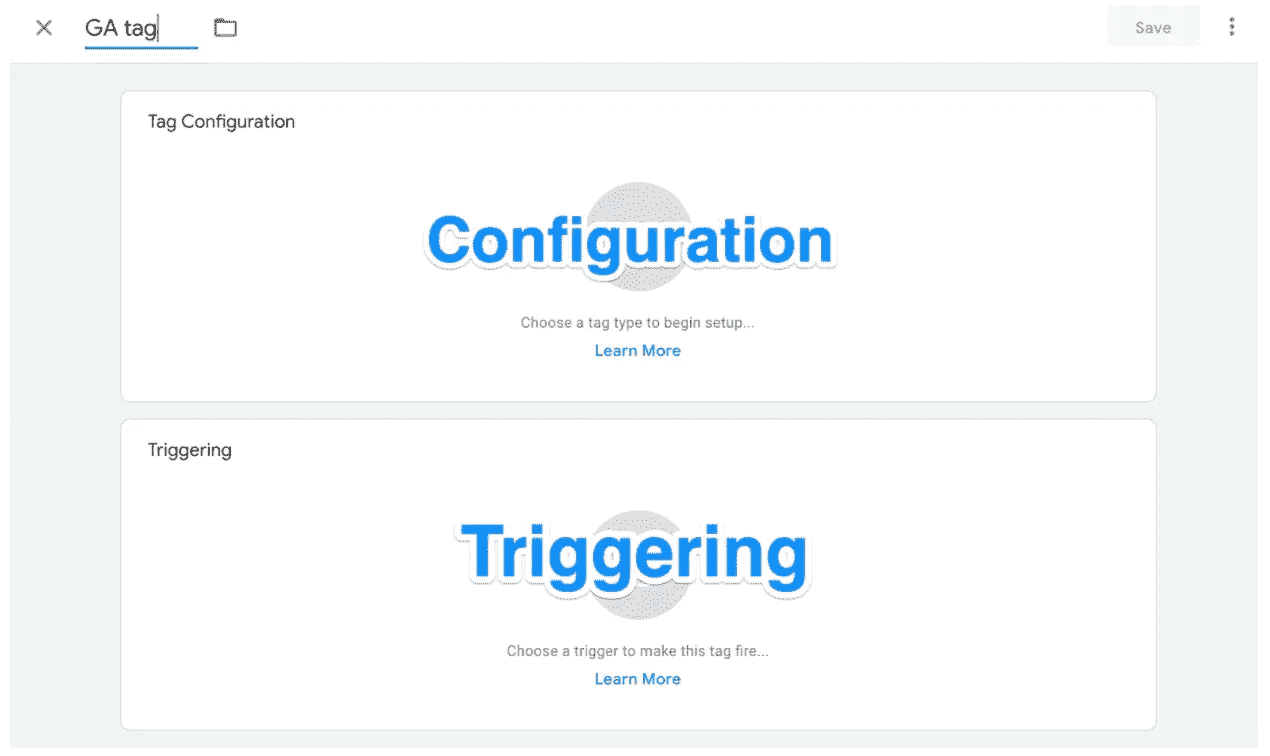 GA tag
Save
Tag Configuration
Configuration
Choose a tag type to begin setup...
Learn More
Triggering
Triggering
Choose a trigger to make this tag fire...
Learn More